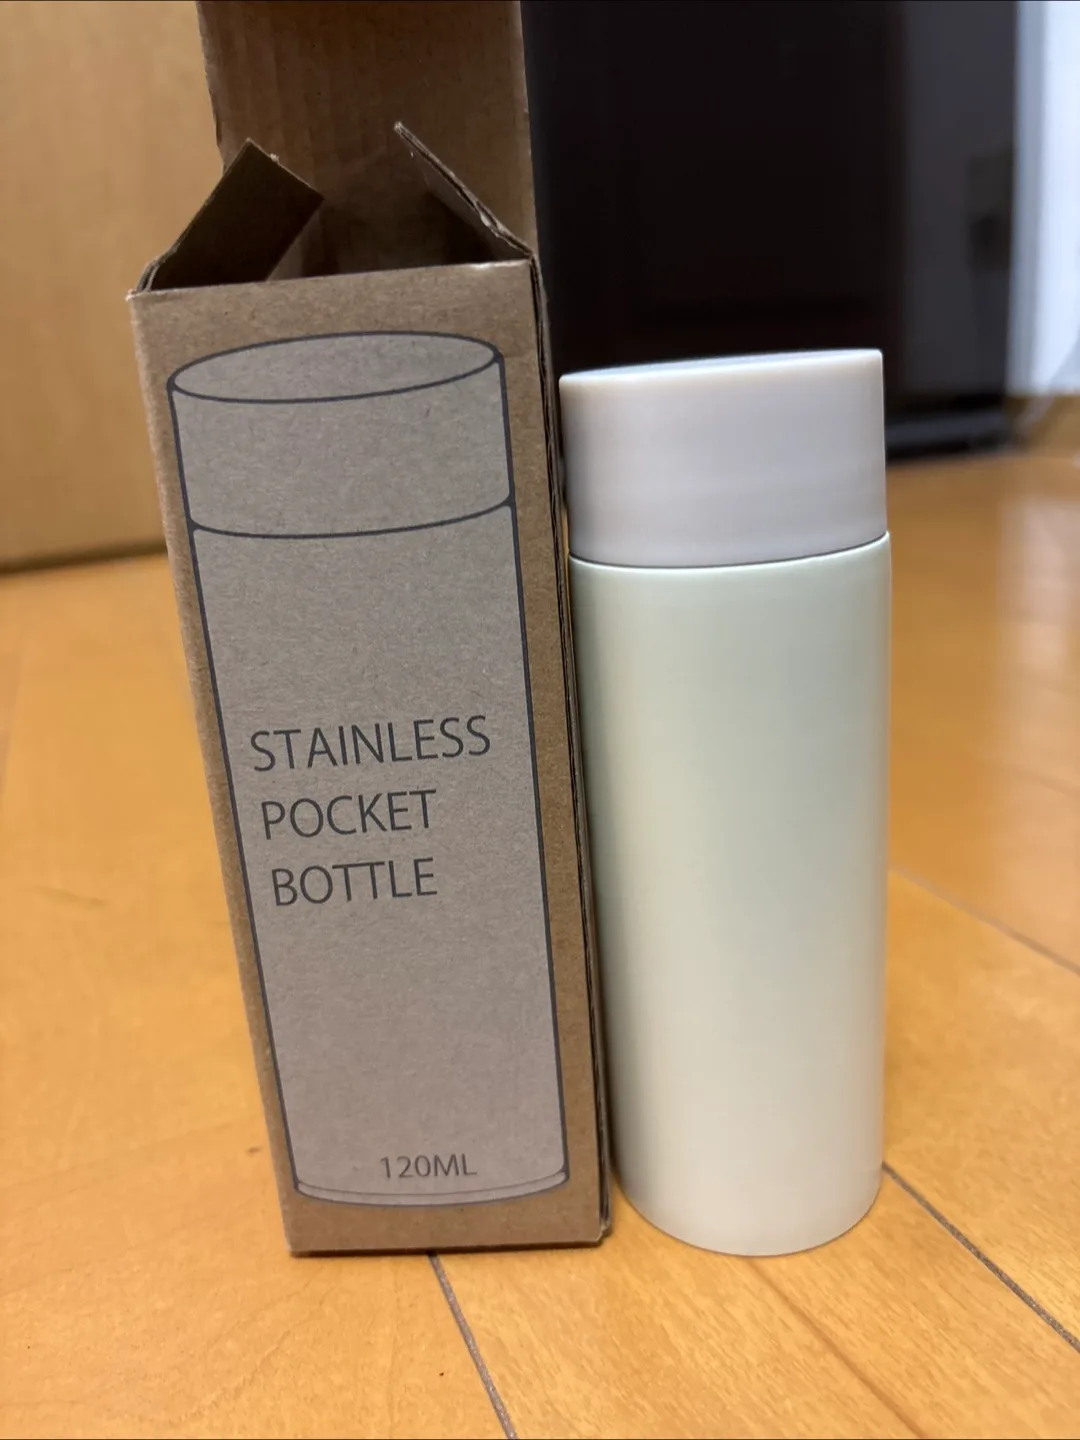 STAINLESS
POCKET
BOTTLE
120ML